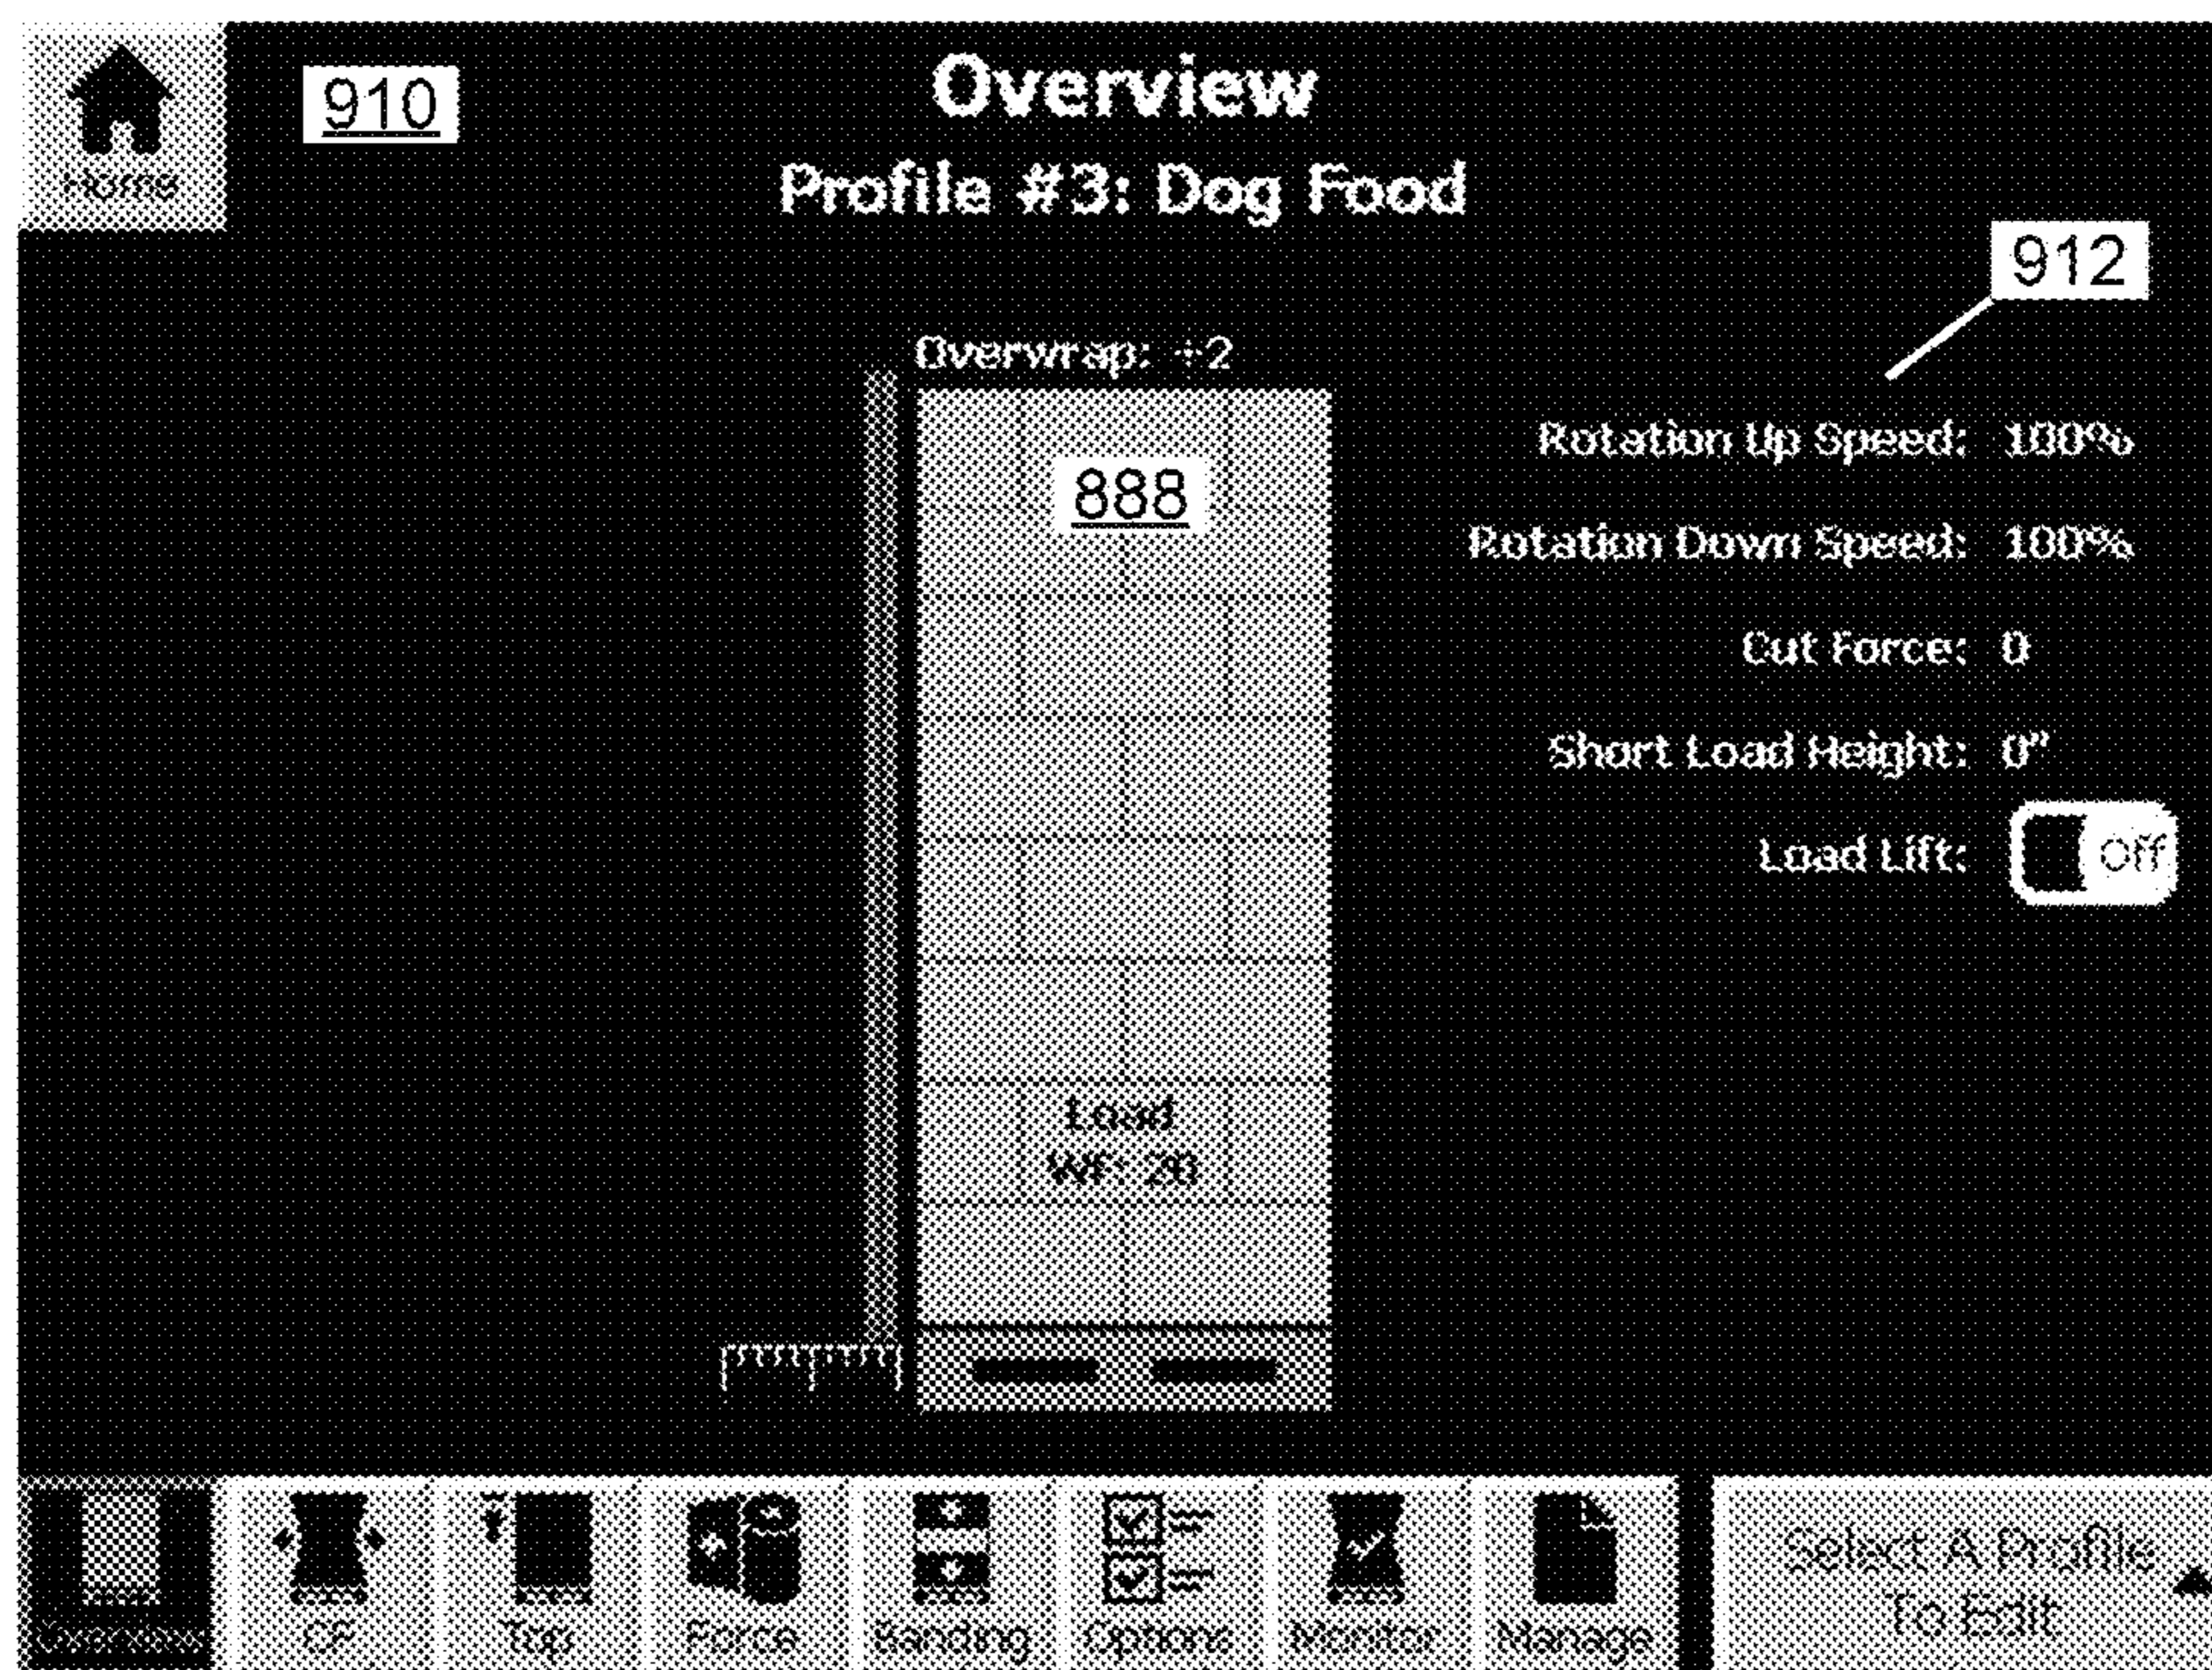 Home
910
Overview
Profile #3: Dog Food
912
Overwrap: +2
888
Rotation Up Speed: 100%
Rotation Down Speed: 100%
Cut Force: 0
Short Load Height: 0"
Load Lift: Off
Load
WF: 20
CF
Top
Force
Banding
Options
Monitor
Manage
Select A Profile
To Edit